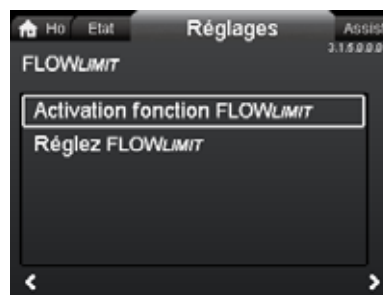 Ho Etat Réglages Assis
3.1.5.0.0.0
FLOWLIMIT
Activation fonction FLOWLIMIT
Réglez FLOWLIMIT